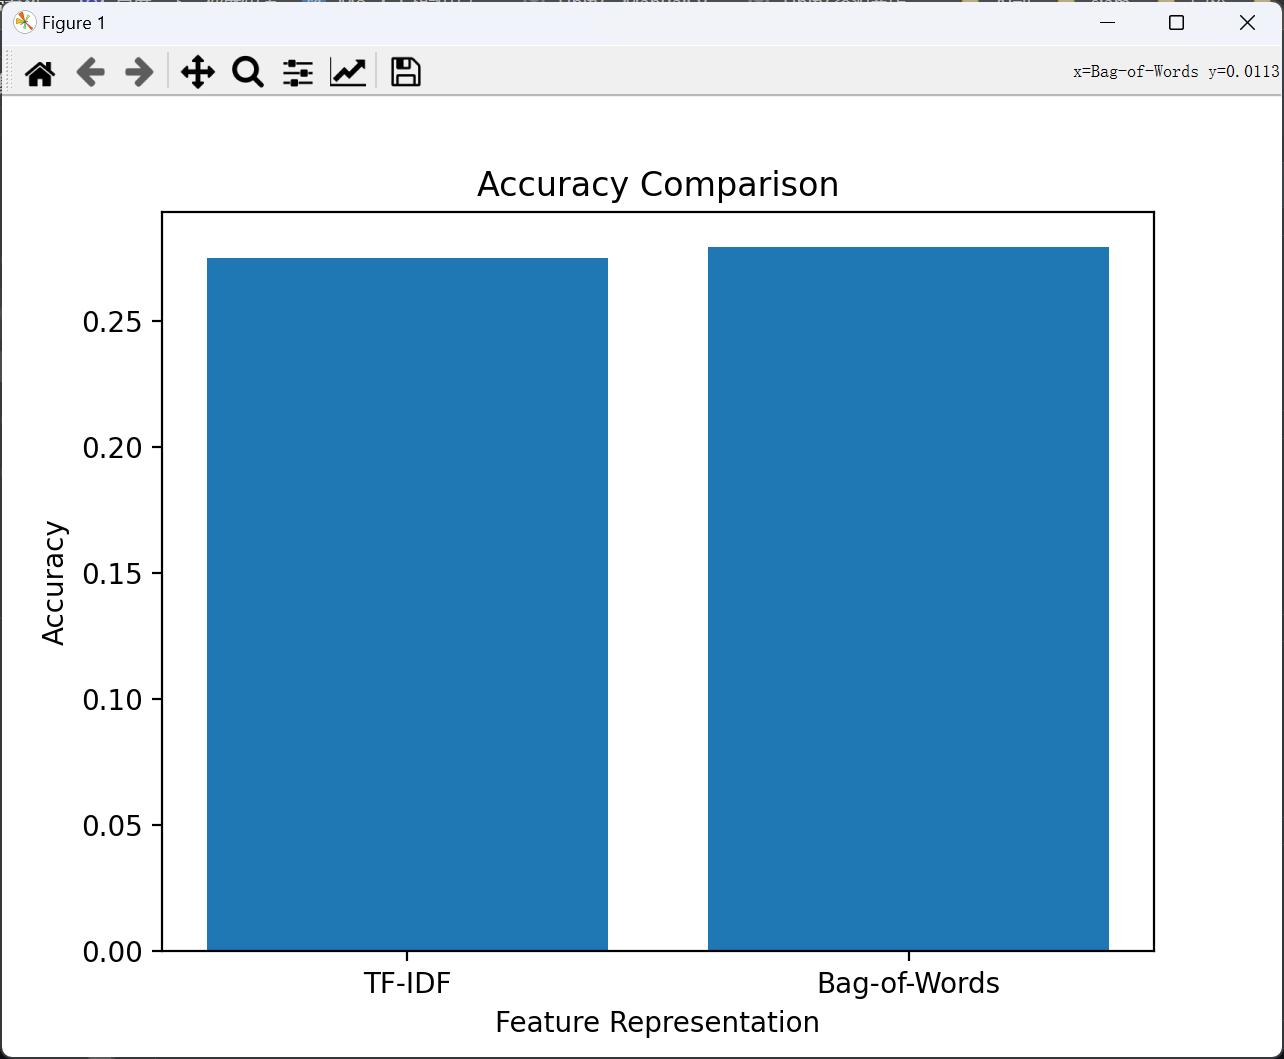 Figure 1
x=Bag-of-Words y=0.0113
Accuracy Comparison
0.25
0.20
0.15
0.10
0.05
0.00
Accuracy
TF-IDF
Bag-of-Words
Feature Representation